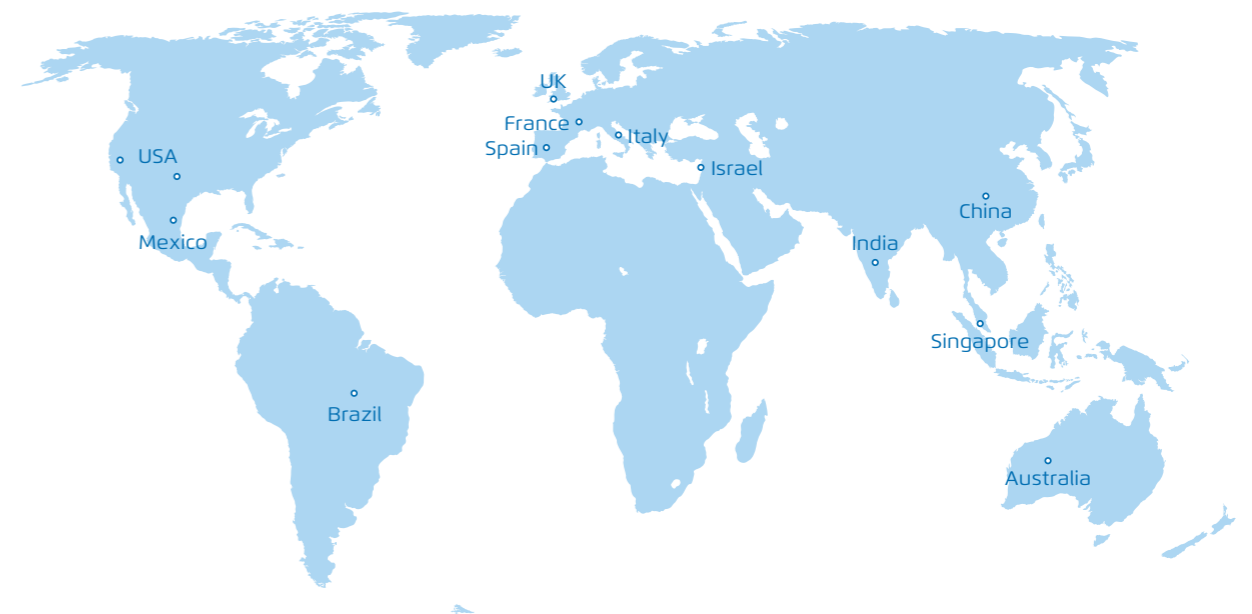 UK
France
Italy
Spain
USA
Israel
China
Mexico
India
Singapore
Brazil
Australia